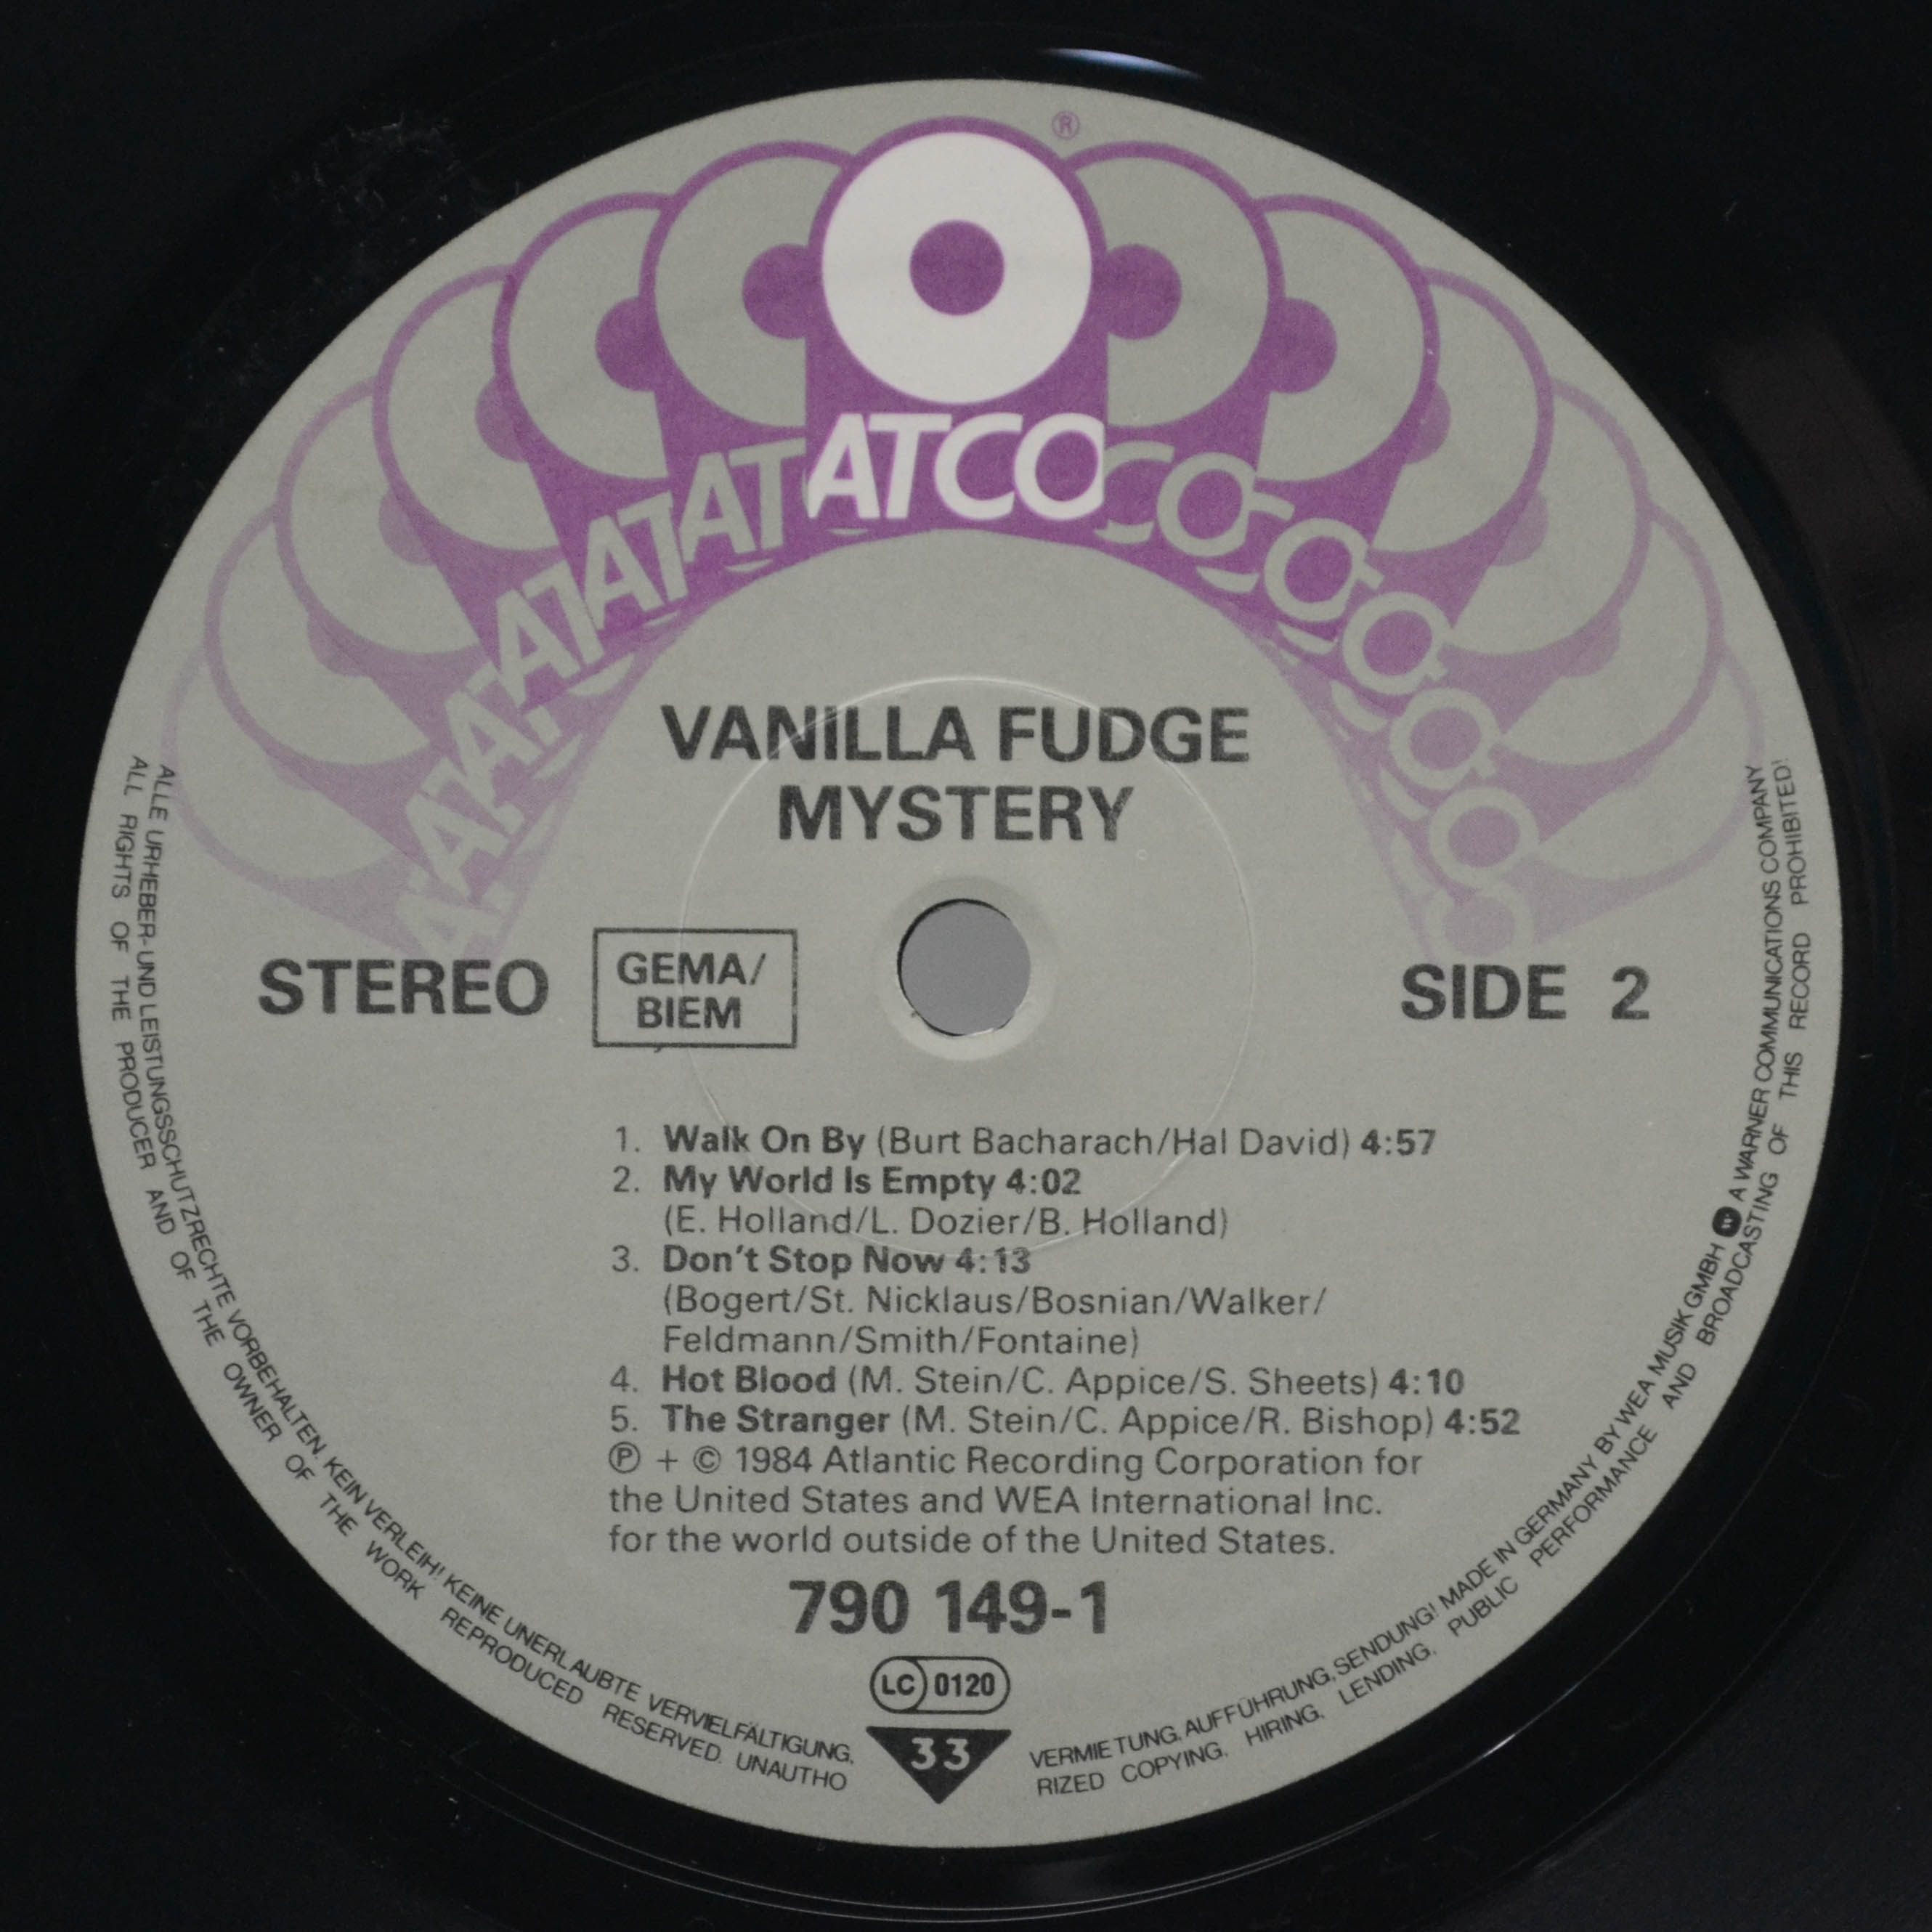 ®
ATCO
VANILLA FUDGE
MYSTERY
STEREO
GEMA/
BIEM
SIDE 2
1. Walk On By (Burt Bacharach/Hal David) 4:57
2. My World Is Empty 4:02
(E. Holland/L. Dozier/B. Holland)
3. Don't Stop Now 4:13
(Bogert/St. Nicklaus/Bosnian/Walker/
Feldmann/Smith/Fontaine)
4. Hot Blood (M. Stein/C. Appice/S. Sheets) 4:10
5. The Stranger (M. Stein/C. Appice/R. Bishop) 4:52
℗ + © 1984 Atlantic Recording Corporation for
the United States and WEA International Inc.
for the world outside of the United States.
790 149-1
LC 0120
33
ALLE URHEBER- UND LEISTUNGSSCHUTZRECHTE VORBEHALTEN. KEIN VERLEIH! KEINE UNERLAUBTE VERVIELFÄLTIGUNG, VERMIETUNG, AUFFÜHRUNG, SENDUNG! MADE IN GERMANY BY WEA MUSIK GMBH A WARNER COMMUNICATIONS COMPANY
ALL RIGHTS OF THE PRODUCER AND OF THE OWNER OF THE WORK REPRODUCED RESERVED. UNAUTHORIZED COPYING, HIRING, LENDING, PUBLIC PERFORMANCE AND BROADCASTING OF THIS RECORD PROHIBITED!